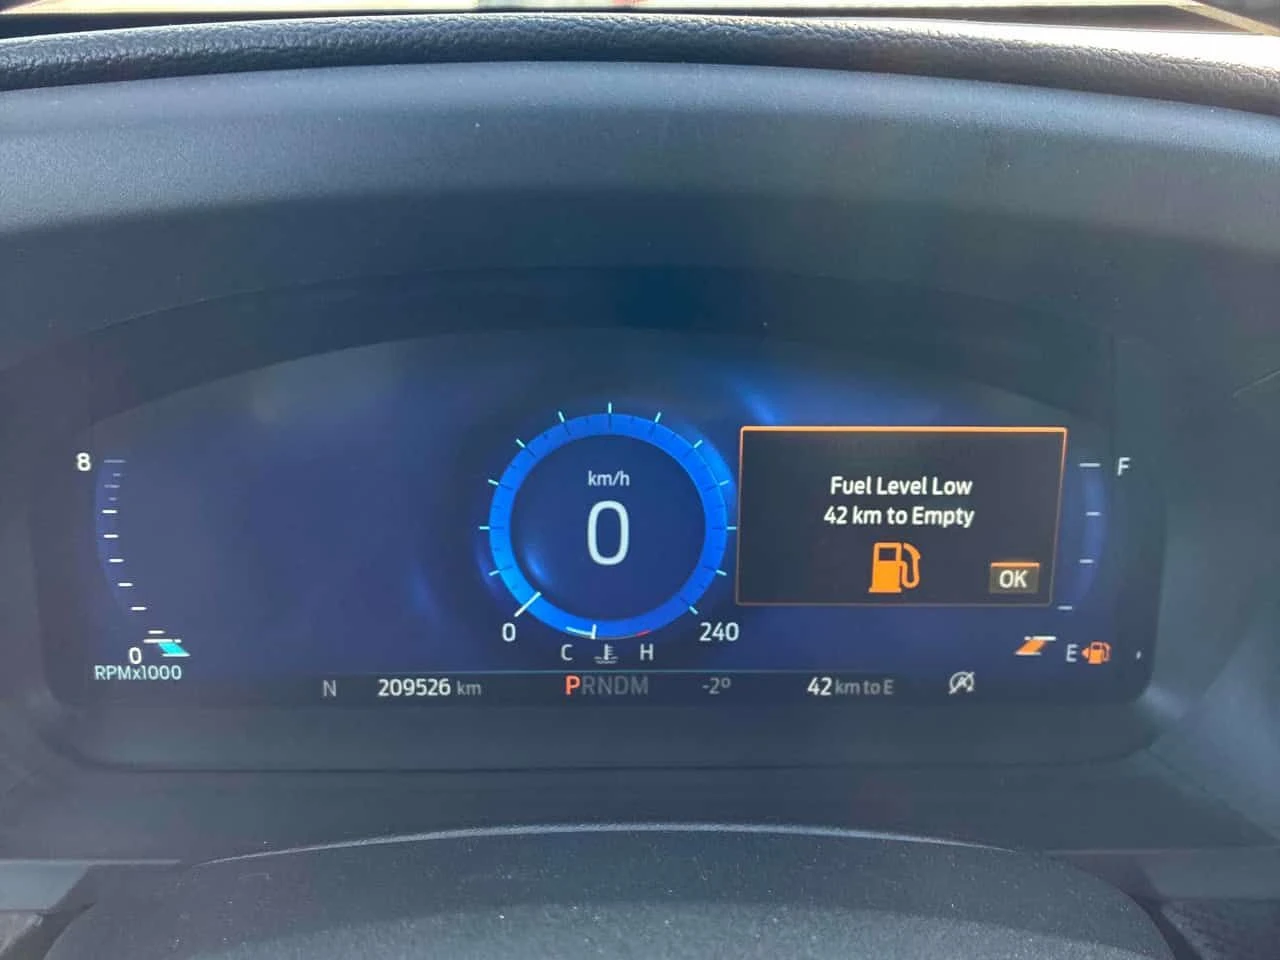 8
0
RPMx1000
km/h
0
0
240
C H
Fuel Level Low
42 km to Empty
OK
F
E
N 209526 km PRNDM -2° 42 km to E